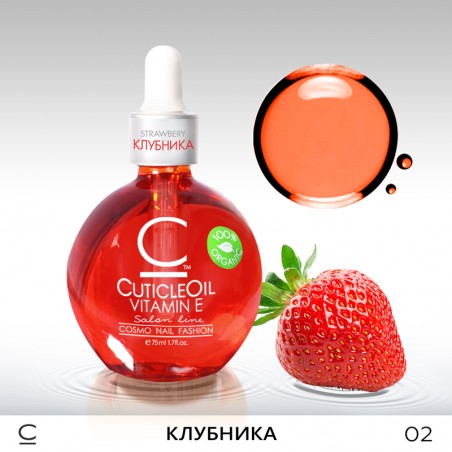 STRAWBERY
КЛУБНИКА
C
™
100%
ORGANIC
CUTICLEOIL
VITAMIN E
Salon line
COSMO NAIL FASHION
℮75ml 1.7fl.oz.
C КЛУБНИКА 02